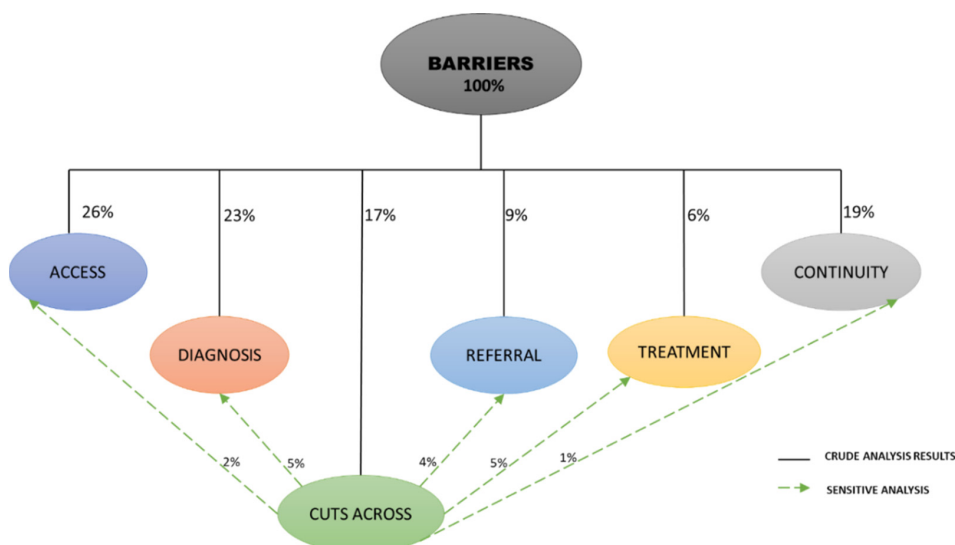 BARRIERS
100%
26%
23%
17%
9%
6%
19%
ACCESS
CONTINUITY
DIAGNOSIS
REFERRAL
TREATMENT
2%
5%
4%
5%
1%
CUTS ACROSS
CRUDE ANALYSIS RESULTS
SENSITIVE ANALYSIS